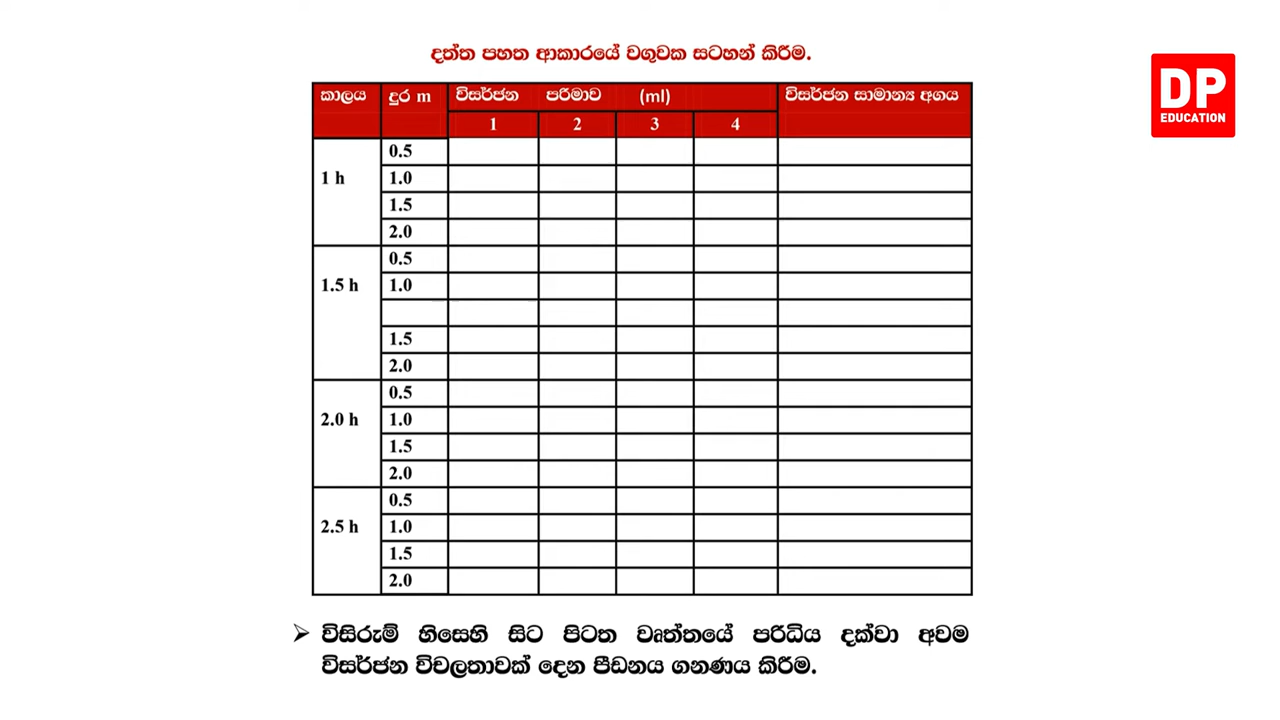 දත්ත පහත ආකාරයේ වගුවක සටහන් කිරීම.
DP
EDUCATION
කාලය දුර m විසර්ජන පරිමාව (ml) විසර්ජන සාමාන්‍ය අගය
1 2 3 4
0.5
1 h 1.0
1.5
2.0
0.5
1.5 h 1.0
1.5
2.0
0.5
2.0 h 1.0
1.5
2.0
0.5
2.5 h 1.0
1.5
2.0
➢ විසිරුම් හිසෙහි සිට පිටත වෘත්තයේ පරිධිය දක්වා අවම
විසර්ජන විචලතාවක් දෙන පීඩනය ගනණය කිරීම.